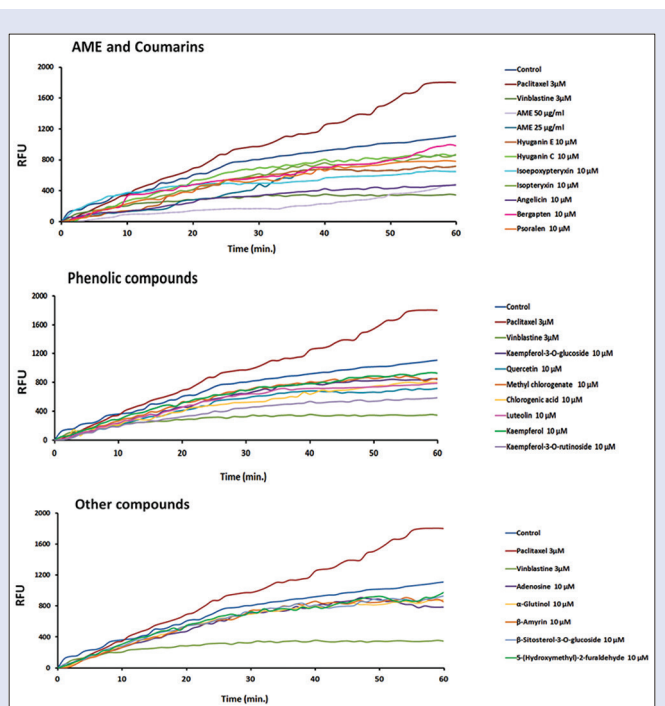 AME and Coumarins
2000
1600
1200
800
400
0
RFU
0 10 20 30 40 50 60
Time (min.)
Control
Paclitaxel 3µM
Vinblastine 3µM
AME 50 µg/ml
AME 25 µg/ml
Hyuganin E 10 µM
Hyuganin C 10 µM
Isoepoxypteryxin 10 µM
Isopteryxin 10 µM
Angelicin 10 µM
Bergapten 10 µM
Psoralen 10 µM
Phenolic compounds
2000
1600
1200
800
400
0
RFU
0 10 20 30 40 50 60
Time (min.)
Control
Paclitaxel 3µM
Vinblastine 3µM
Kaempferol-3-O-glucoside 10 µM
Quercetin 10 µM
Methyl chlorogenate 10 µM
Chlorogenic acid 10 µM
Luteolin 10 µM
Kaempferol 10 µM
Kaempferol-3-O-rutinoside 10 µM
Other compounds
2000
1600
1200
800
400
0
RFU
0 10 20 30 40 50 60
Time (min.)
Control
Paclitaxel 3µM
Vinblastine 3µM
Adenosine 10 µM
α-Glutinol 10 µM
β-Amyrin 10 µM
β-Sitosterol-3-O-glucoside 10 µM
5-(Hydroxymethyl)-2-furaldehyde 10 µM